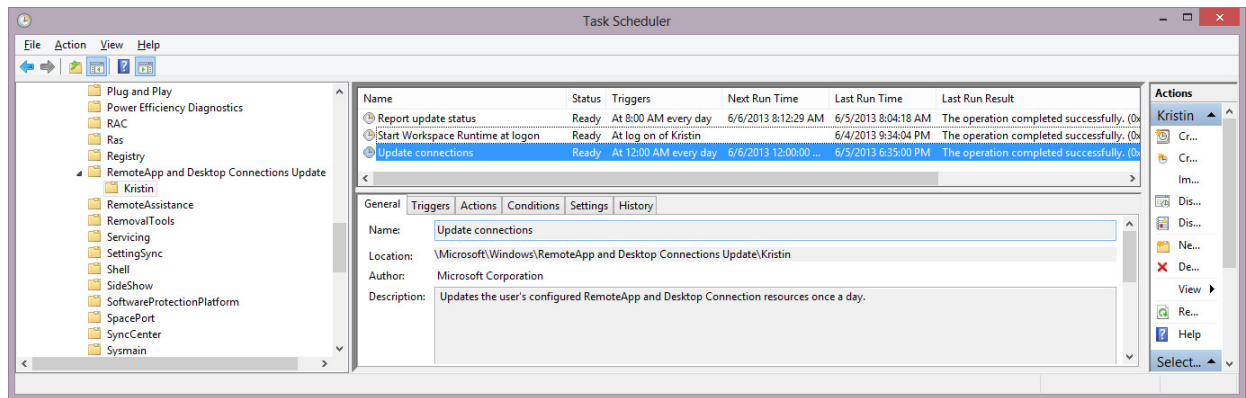 Task Scheduler
File Action View Help
Plug and Play
Power Efficiency Diagnostics
RAC
Ras
Registry
RemoteApp and Desktop Connections Update
Kristin
RemoteAssistance
RemovalTools
Servicing
SettingSync
Shell
SideShow
SoftwareProtectionPlatform
SpacePort
SyncCenter
Sysmain
Name Status Triggers Next Run Time Last Run Time Last Run Result
Report update status Ready At 8:00 AM every day 6/6/2013 8:12:29 AM 6/5/2013 8:04:18 AM The operation completed successfully. (0x
Start Workspace Runtime at logon Ready At log on of Kristin 6/4/2013 9:34:04 PM The operation completed successfully. (0x
Update connections Ready At 12:00 AM every day 6/6/2013 12:00:00 ... 6/5/2013 6:35:00 PM The operation completed successfully. (0x
General Triggers Actions Conditions Settings History
Name: Update connections
Location: \Microsoft\Windows\RemoteApp and Desktop Connections Update\Kristin
Author: Microsoft Corporation
Description: Updates the user's configured RemoteApp and Desktop Connection resources once a day.
Actions
Kristin
Cr...
Cr...
Im...
Dis...
Dis...
Ne...
De...
View
Re...
Help
Select...